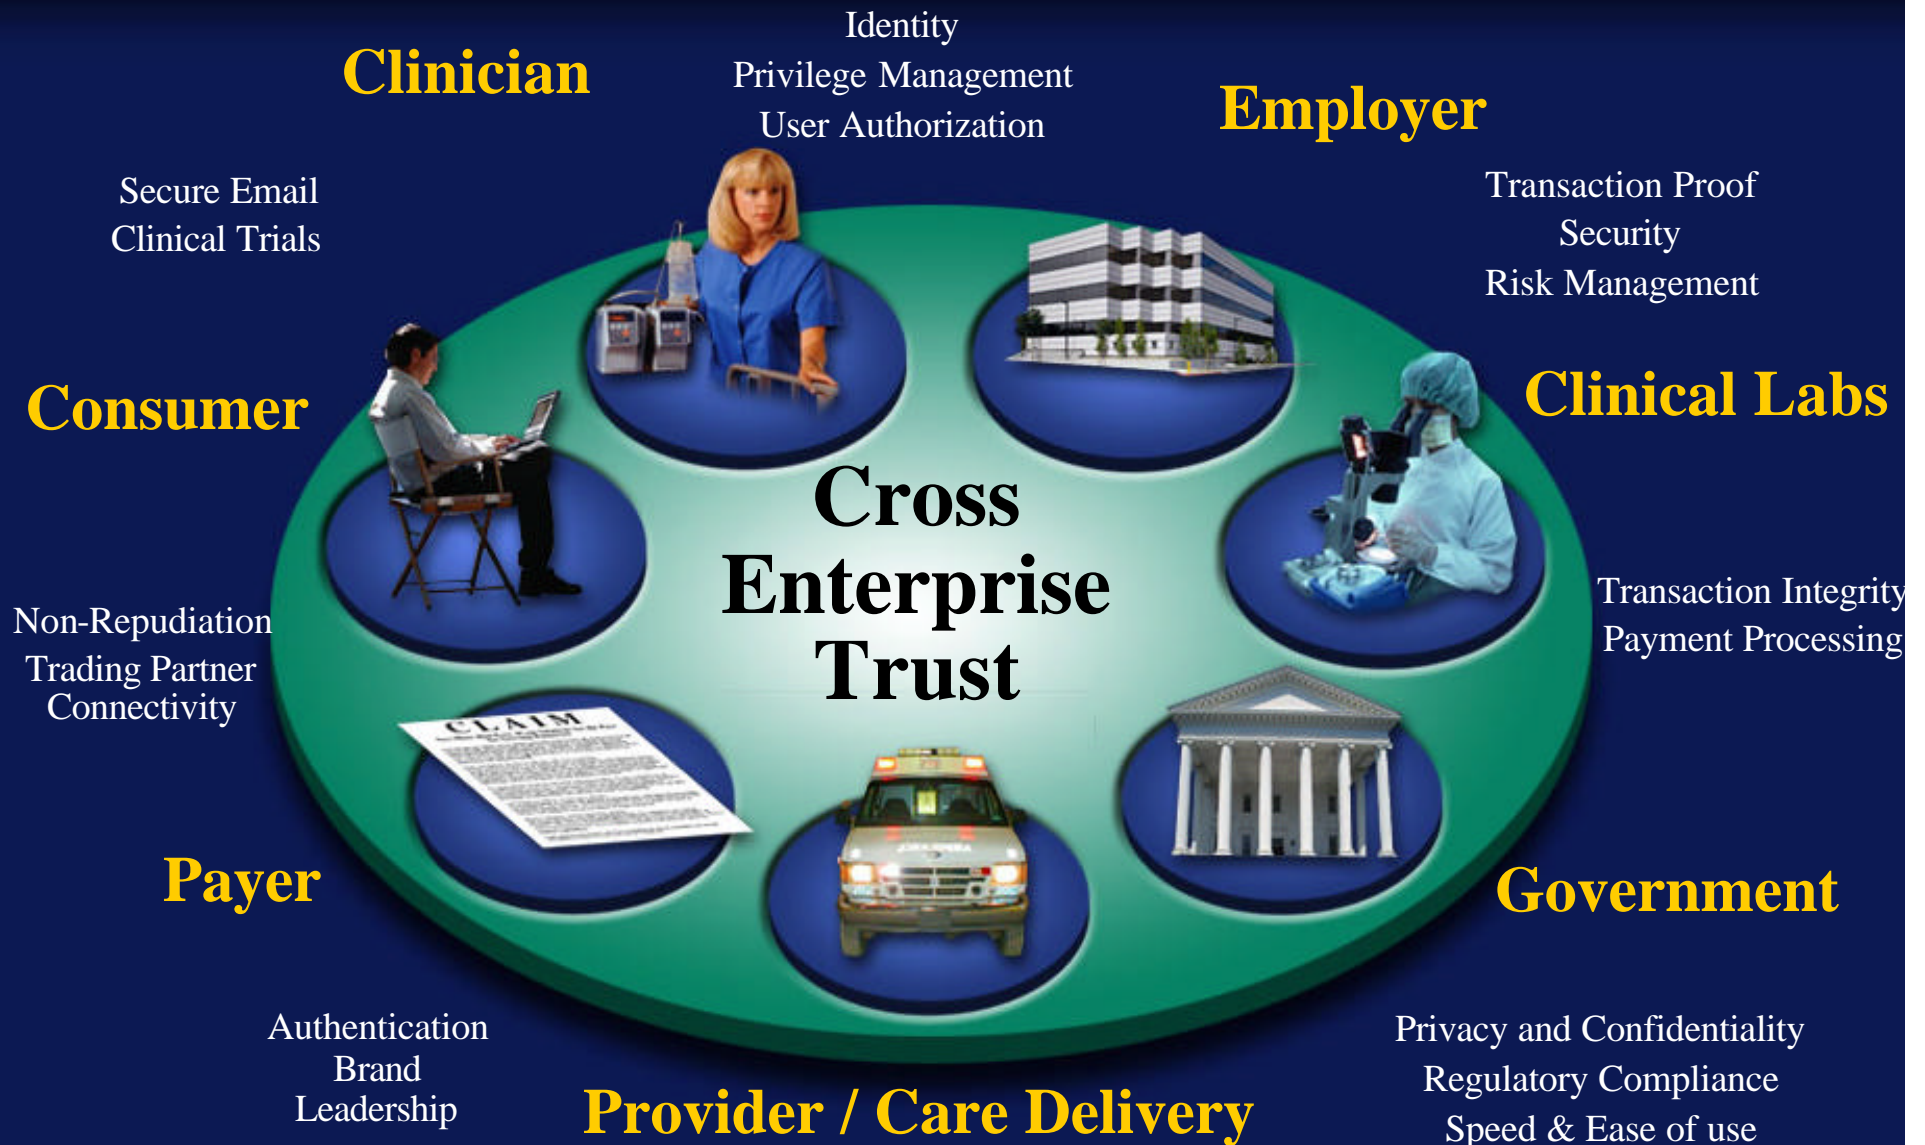 Identity
Clinician
Privilege Management
User Authorization
Employer
Secure Email
Clinical Trials
Transaction Proof
Security
Risk Management
Consumer
Clinical Labs
Cross
Enterprise
Trust
Non-Repudiation
Trading Partner
Connectivity
Transaction Integrity
Payment Processing
CLAIM
Payer
Government
Authentication
Brand
Leadership
Provider / Care Delivery
Privacy and Confidentiality
Regulatory Compliance
Speed & Ease of use